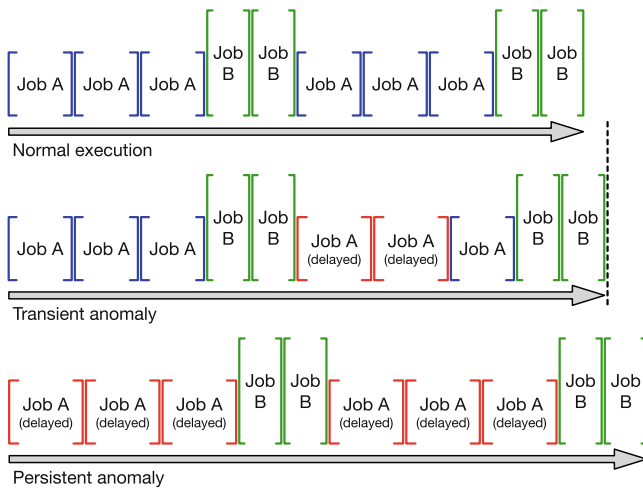 Job A Job A Job A Job B Job B Job A Job A Job A Job B Job B
Normal execution
Job A Job A Job A Job B Job B Job A (delayed) Job A (delayed) Job A Job B Job B
Transient anomaly
Job A (delayed) Job A (delayed) Job A (delayed) Job B Job B Job A (delayed) Job A (delayed) Job A (delayed) Job B Job B
Persistent anomaly